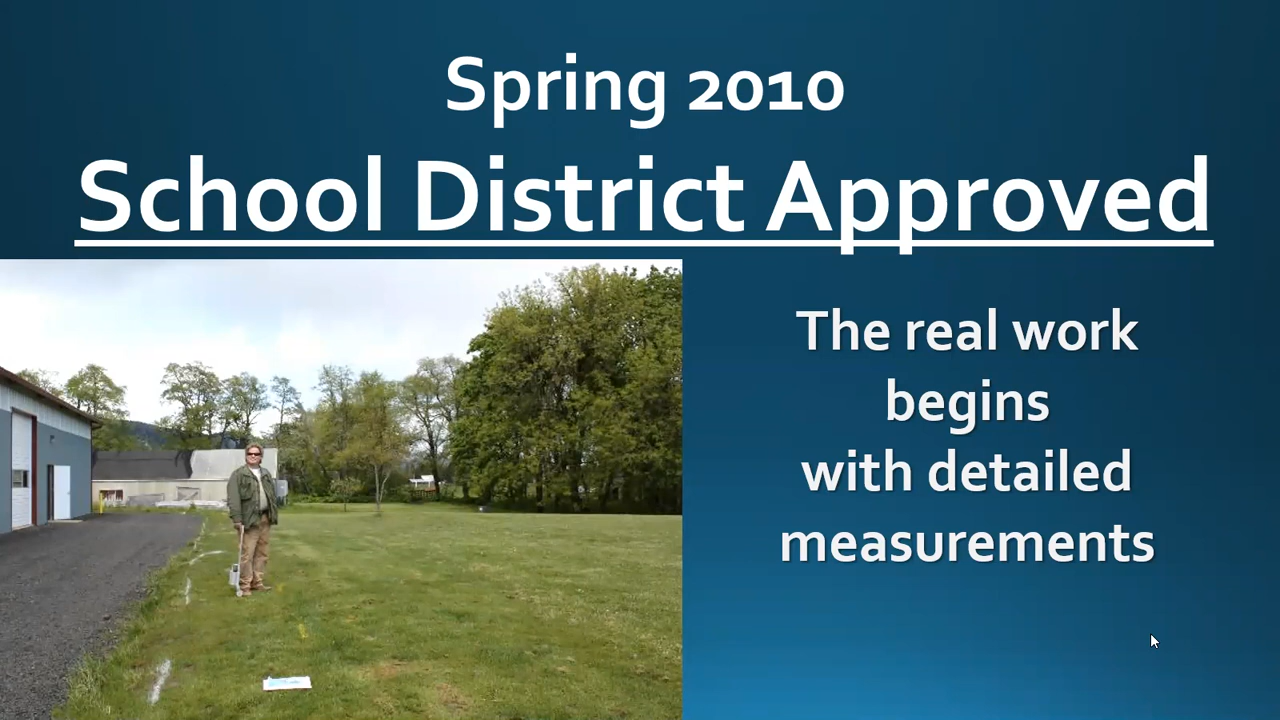 Spring 2010
School District Approved
The real work
begins
with detailed
measurements